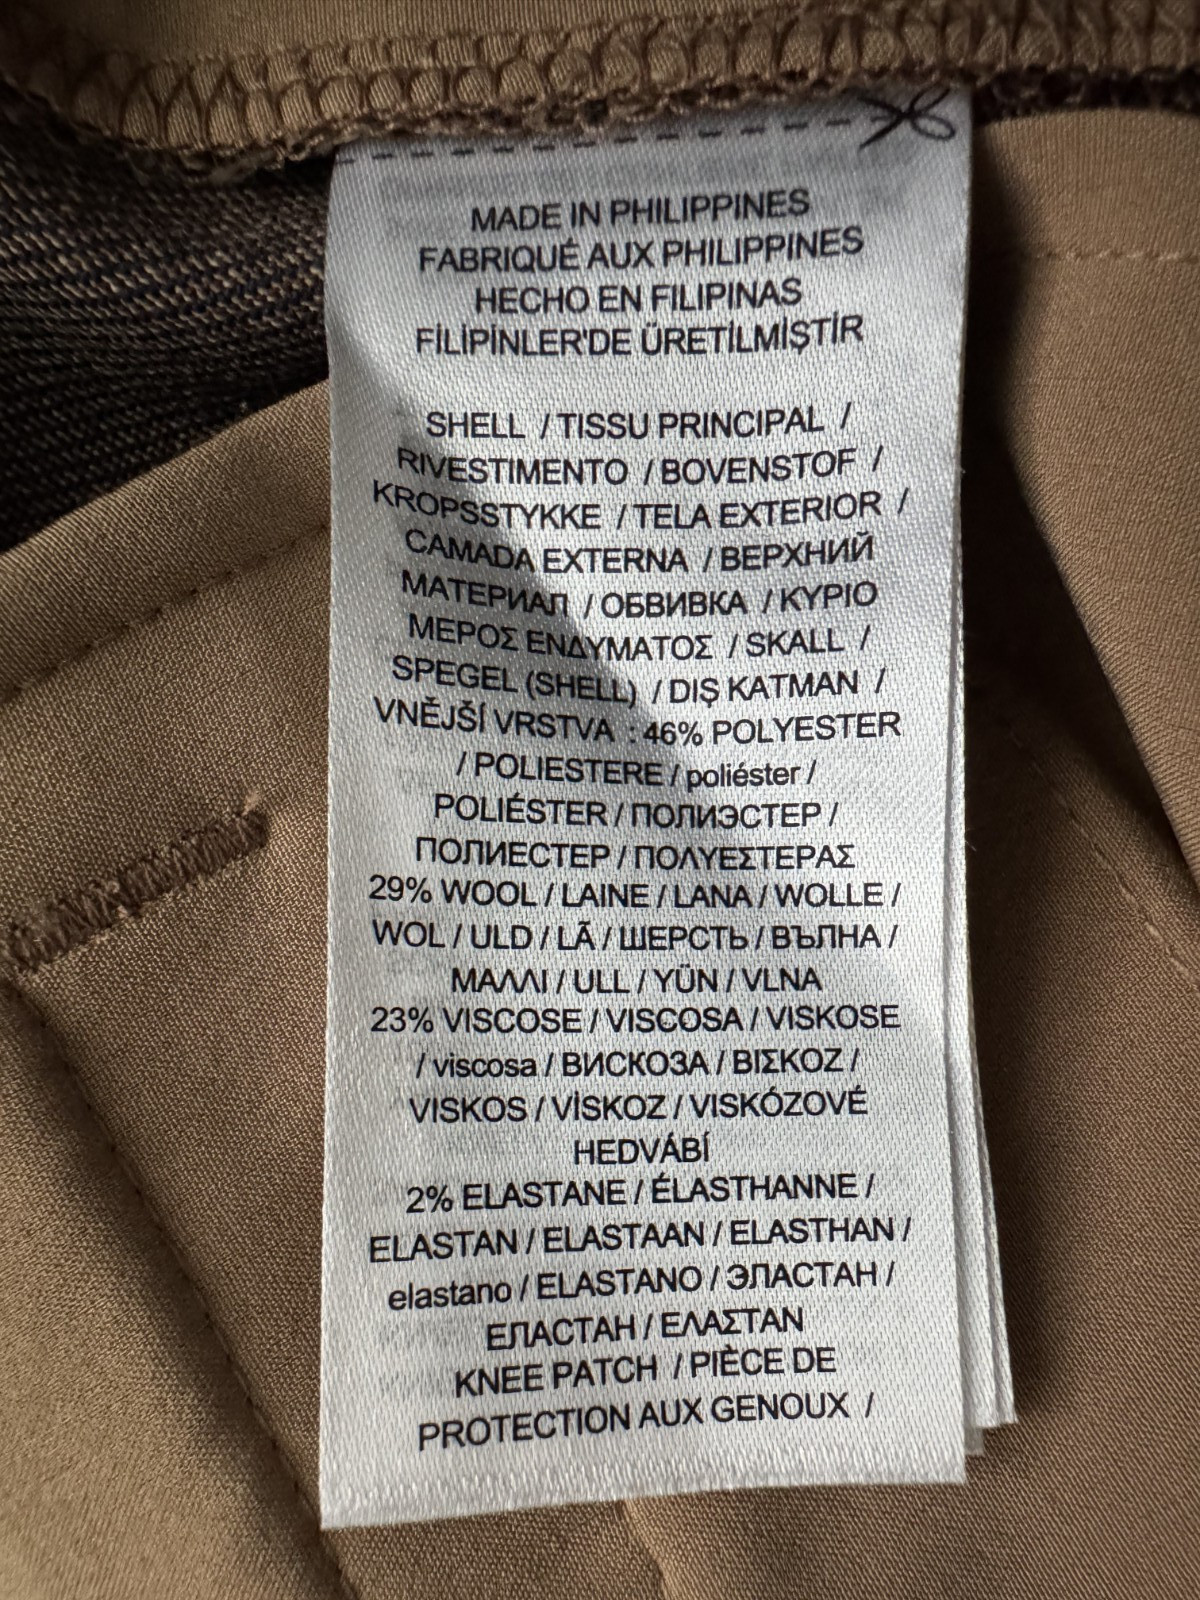 MADE IN PHILIPPINES
FABRIQUÉ AUX PHILIPPINES
HECHO EN FILIPINAS
FİLİPİNLER'DE ÜRETİLMİŞTİR
SHELL / TISSU PRINCIPAL /
RIVESTIMENTO / BOVENSTOF /
KROPSSTYKKE / TELA EXTERIOR /
CAMADA EXTERNA / ВЕРХНИЙ
МАТЕРИАЛ / ОБВИВКА / ΚΥΡΙΟ
ΜΕΡΟΣ ΕΝΔΥΜΑΤΟΣ / SKALL /
SPEGEL (SHELL) / DIŞ KATMAN /
VNĚJŠÍ VRSTVA : 46% POLYESTER
/ POLIESTERE / poliéster /
POLIÉSTER / ПОЛИЭСТЕР /
ПОЛИЕСТЕР / ΠΟΛΥΕΣΤΕΡΑΣ
29% WOOL / LAINE / LANA / WOLLE /
WOL / ULD / LÃ / ШЕРСТЬ / ВЪЛНА /
ΜΑΛΛΙ / ULL / YÜN / VLNA
23% VISCOSE / VISCOSA / VISKOSE
/ viscosa / ВИСКОЗА / ΒΙΣΚΟΖ /
VISKOS / VİSKOZ / VISKÓZOVÉ
HEDVÁBÍ
2% ELASTANE / ÉLASTHANNE /
ELASTAN / ELASTAAN / ELASTHAN /
elastano / ELASTANO / ЭЛАСТАН /
ЕЛАСТАН / ΕΛΑΣΤΑΝ
KNEE PATCH / PIÈCE DE
PROTECTION AUX GENOUX /